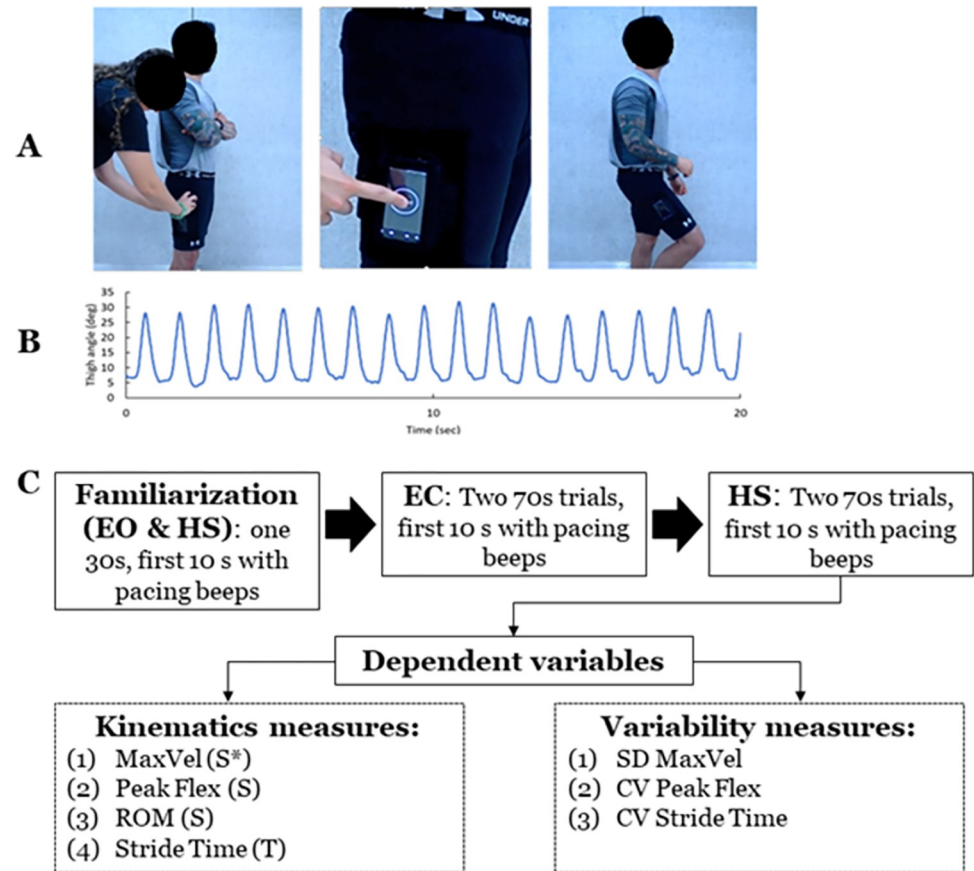 A
UNDER
B
Thigh angle (deg)
35
30
25
20
15
10
5
0
0
10
20
Time (sec)
C
Familiarization
(EO & HS): one
30s, first 10 s with
pacing beeps
EC: Two 70s trials,
first 10 s with pacing
beeps
HS: Two 70s trials,
first 10 s with pacing
beeps
Dependent variables
Kinematics measures:
(1) MaxVel (S*)
(2) Peak Flex (S)
(3) ROM (S)
(4) Stride Time (T)
Variability measures:
(1) SD MaxVel
(2) CV Peak Flex
(3) CV Stride Time